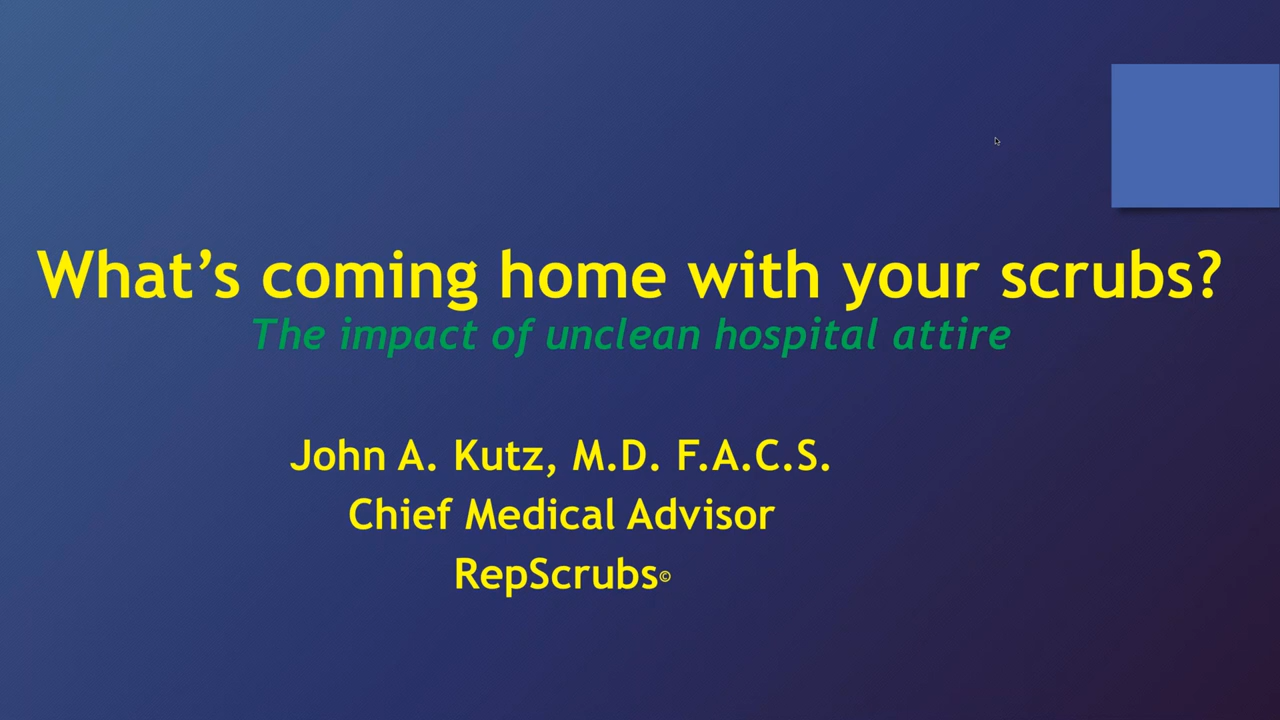 What’s coming home with your scrubs?
The impact of unclean hospital attire
John A. Kutz, M.D. F.A.C.S.
Chief Medical Advisor
RepScrubs©